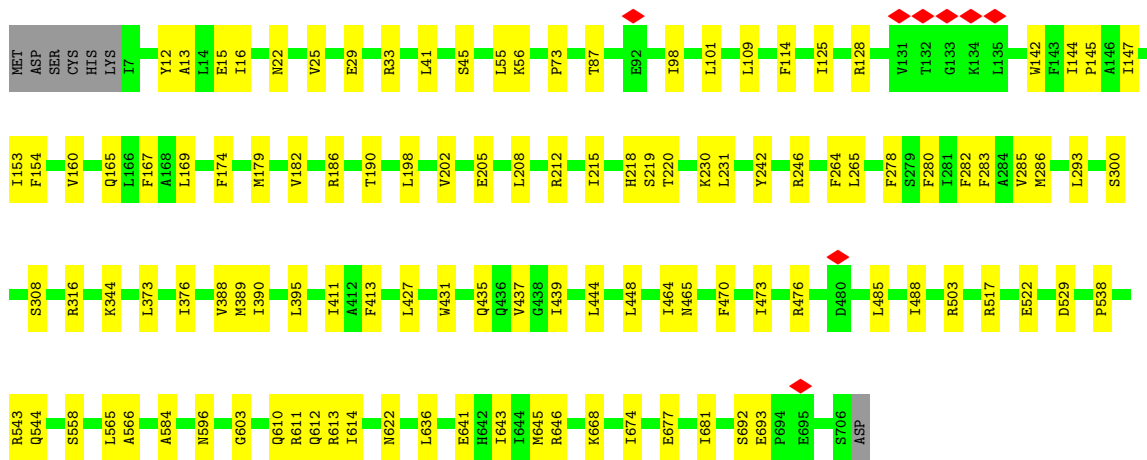 MET ASP SER CYS HIS LYS I7 Y12 A13 L14 E15 I16 N22 V25 E29 R33 L41 S45 L55 K56 P73 T87 E92 I98 L101 L109 F114 I125 R128 V131 T132 G133 K134 L135 W142 F143 I144 P145 A146 I147
I153 F154 V160 Q165 L166 F167 A168 L169 F174 M179 V182 R186 T190 L198 V202 E205 L208 R212 I215 H218 S219 T220 K230 L231 Y242 R246 F264 L265 F278 S279 F280 I281 F282 F283 A284 V285 M286 L293 S300
S308 R316 K344 L373 I376 V388 M389 I390 L395 I411 A412 F413 L427 W431 Q435 Q436 V437 G438 I439 L444 L448 I464 N465 F470 I473 R476 D480 L485 I488 R503 R517 E522 D529 P538
R543 Q544 S558 L565 A566 A584 N596 G603 Q610 R611 Q612 R613 I614 N622 L636 E641 H642 I643 I644 M645 R646 K668 I674 E677 I681 S692 E693 P694 E695 S706 ASP